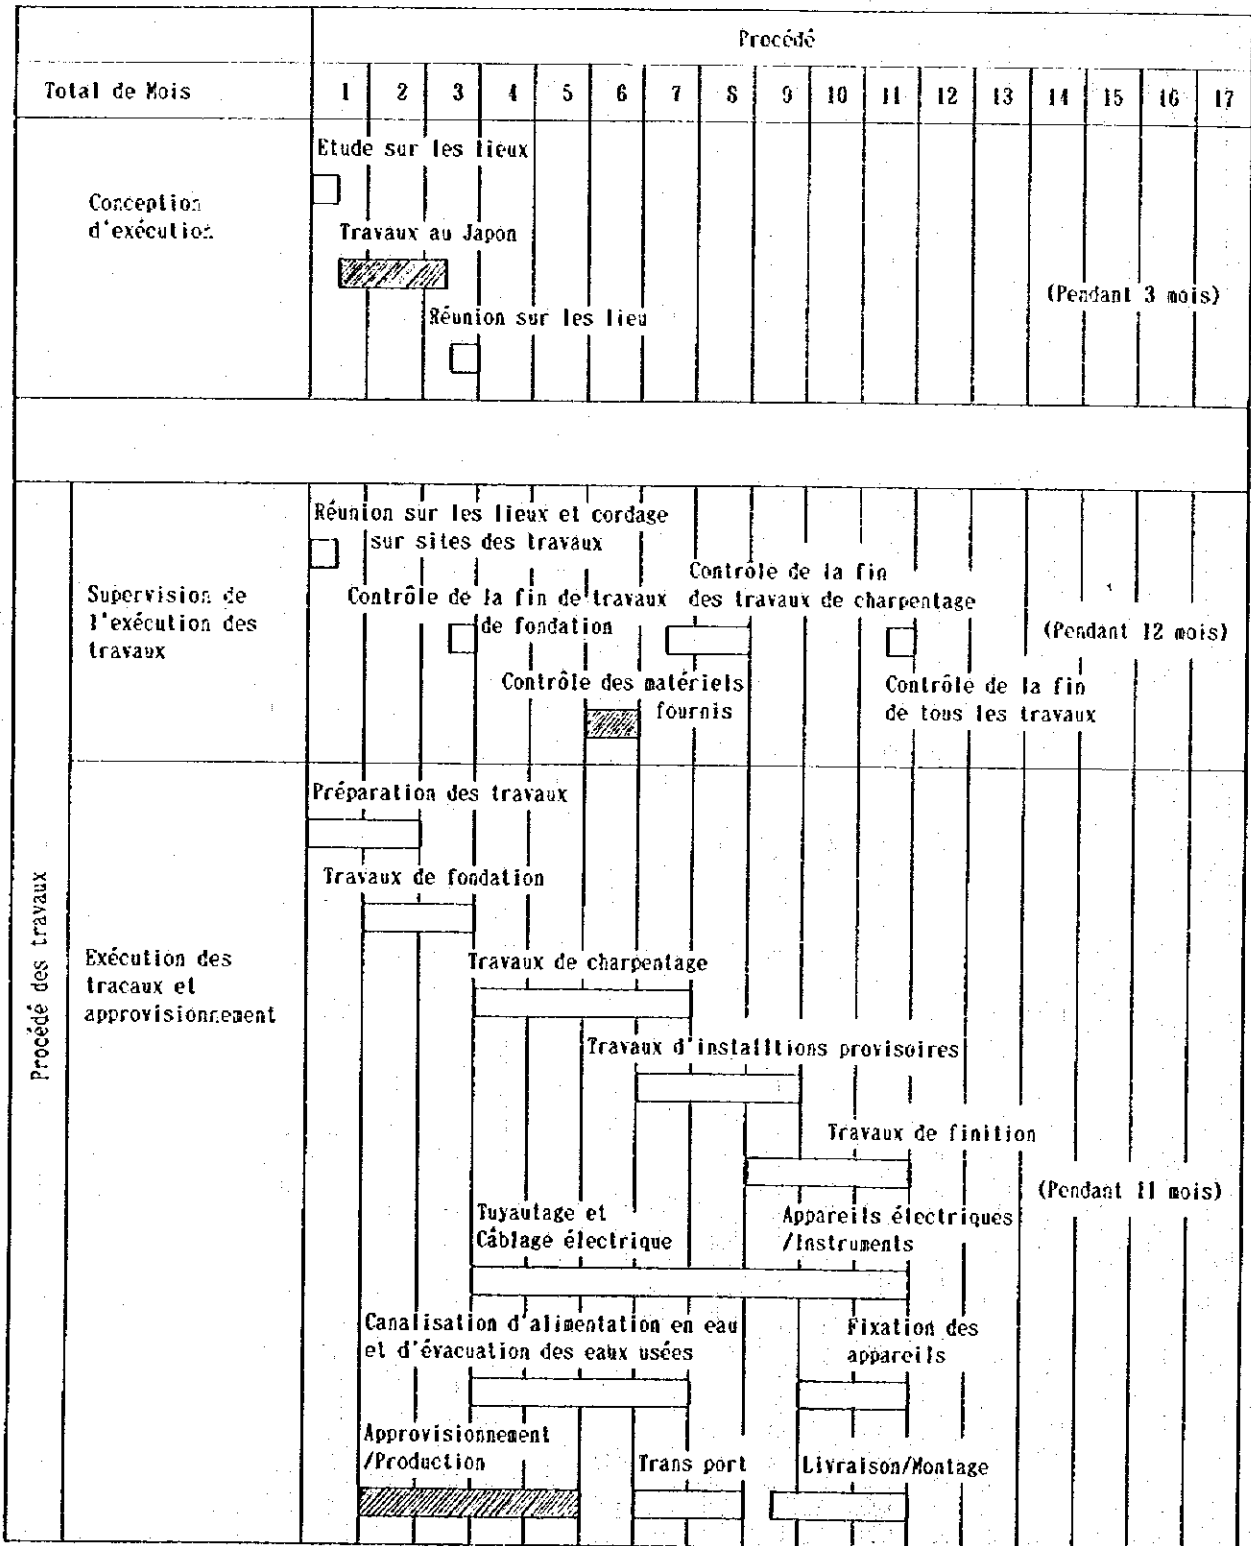 Procédé
Total de Mois 1 2 3 4 5 6 7 8 9 10 11 12 13 14 15 16 17
Etude sur les lieux
Conception
d'exécution
Travaux au Japon
(Pendant 3 mois)
Réunion sur les lieu
Réunion sur les lieux et cordage
sur sites des travaux
Supervision de
l'exécution des
travaux
Contrôle de la fin de travaux
de fondation
Contrôle de la fin
des travaux de charpentage
(Pendant 12 mois)
Contrôle des matériels
fournis
Contrôle de la fin
de tous les travaux
Procédé des travaux
Préparation des travaux
Travaux de fondation
Exécution des
tracaux et
approvisionnement
Travaux de charpentage
Travaux d'installtions provisoires
Travaux de finition
(Pendant 11 mois)
Tuyautage et
Câblage électrique
Appareils électriques
/Instruments
Canalisation d'alimentation en eau
et d'évacuation des eaux usées
Fixation des
appareils
Approvisionnement
/Production
Trans port
Livraison/Montage